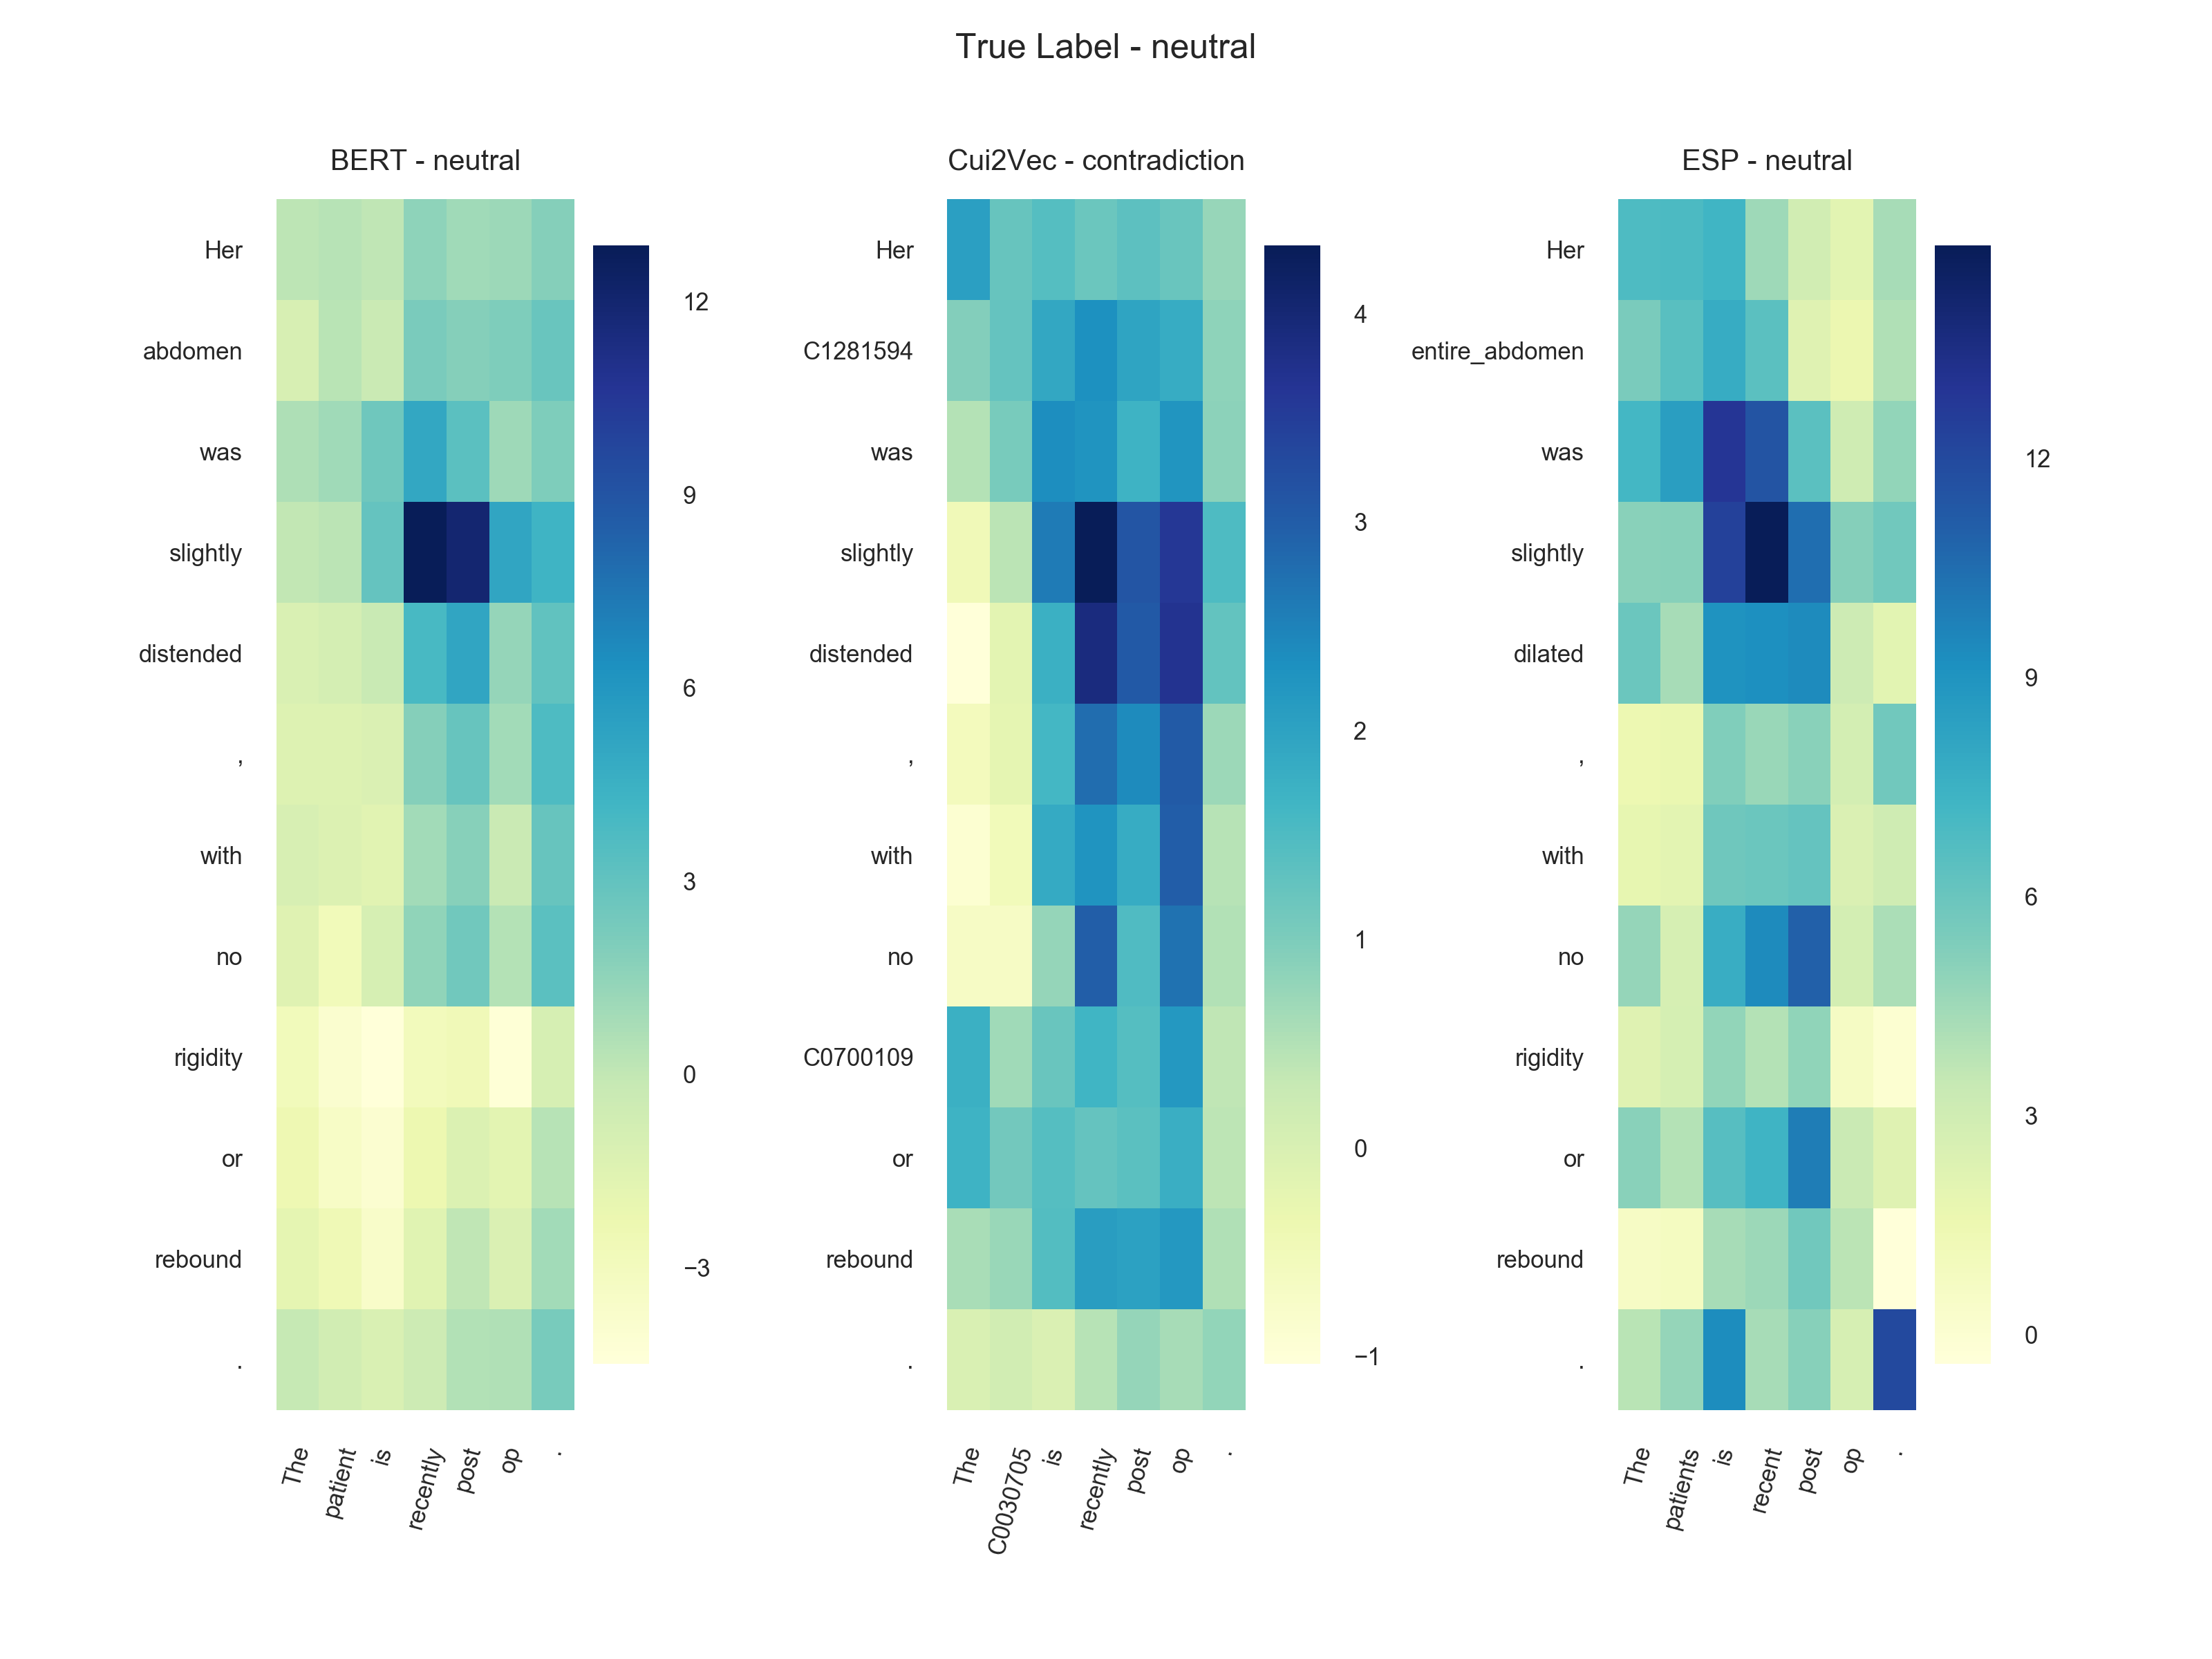 True Label - neutral
BERT - neutral
Her
abdomen
was
slightly
distended
,
with
no
rigidity
or
rebound
.
The
patient
is
recently
post
op
.
12
9
6
3
0
−3
Cui2Vec - contradiction
Her
C1281594
was
slightly
distended
,
with
no
C0700109
or
rebound
.
The
C0030705
is
recently
post
op
.
4
3
2
1
0
−1
ESP - neutral
Her
entire_abdomen
was
slightly
dilated
,
with
no
rigidity
or
rebound
.
The
patients
is
recent
post
op
.
12
9
6
3
0